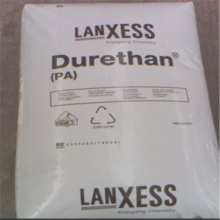 LANXESS
Energizing Chemistry
Durethan®
(PA)
LANXESS
Energizing Chemistry